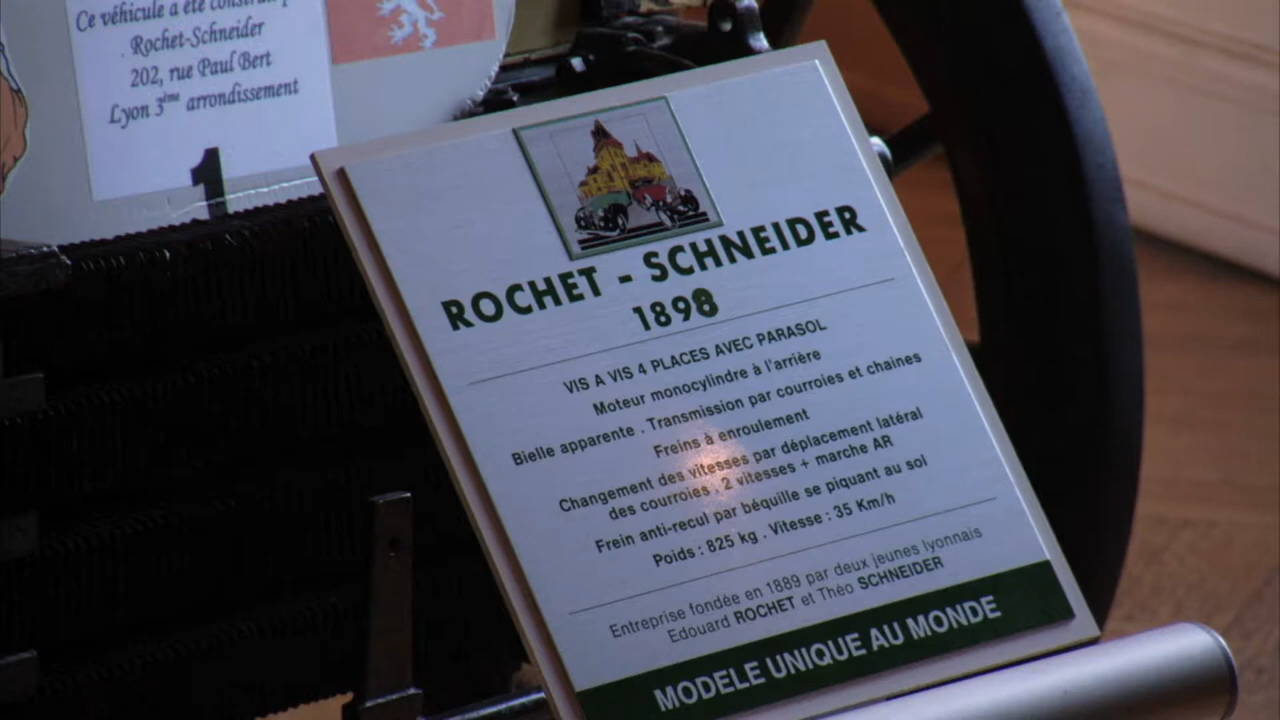 Ce véhicule a été
Rochet-Schneider
202, rue Paul Bert
Lyon 3ème arrondissement
1
ROCHET - SCHNEIDER
1898
VIS A VIS 4 PLACES AVEC PARASOL
Moteur monocylindre à l'arrière
Bielle apparente . Transmission par courroies et chaines
Freins à enroulement
Changement des vitesses par déplacement latéral
des courroies : 2 vitesses + marche AR
Frein anti-recul par béquille se piquant au sol
Poids : 825 kg . Vitesse : 35 Km/h
Entreprise fondée en 1889 par deux jeunes lyonnais
Edouard ROCHET et Théo SCHNEIDER
MODELE UNIQUE AU MONDE